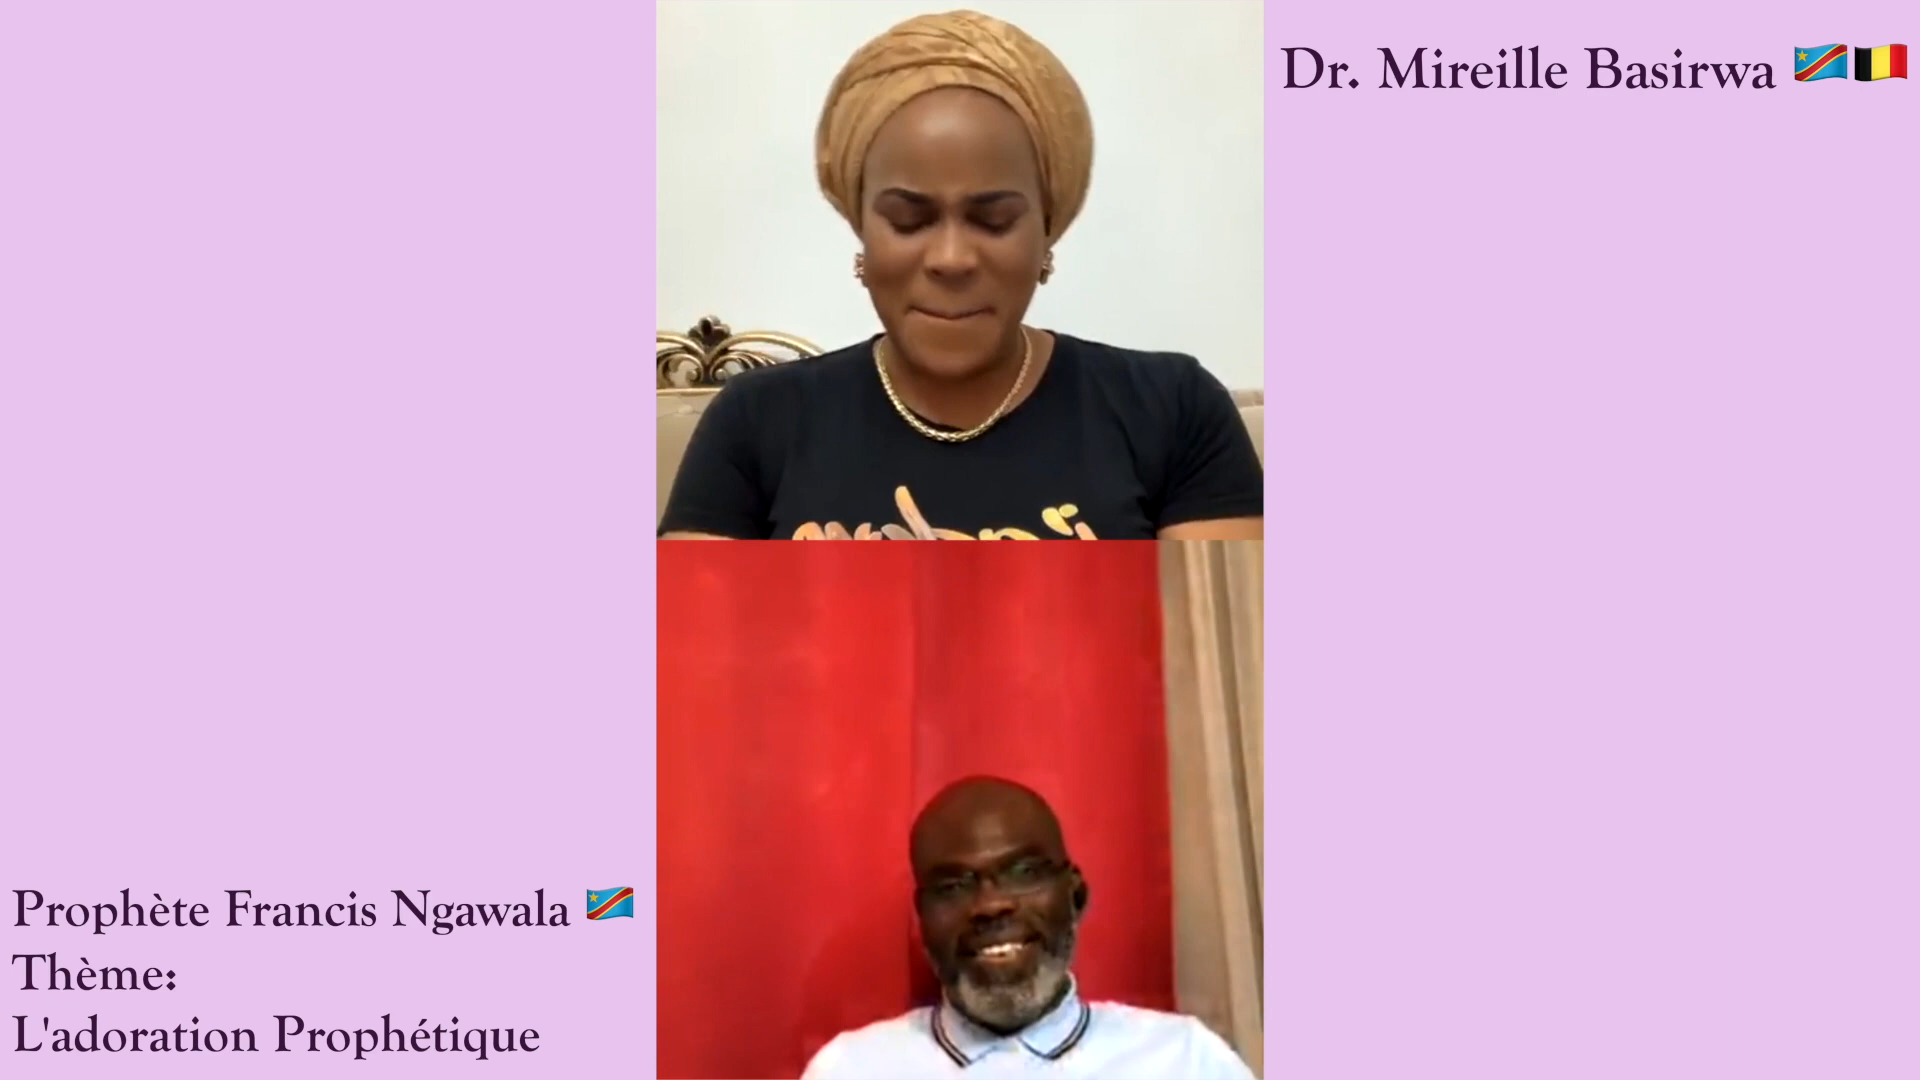 Dr. Mireille Basirwa 🇨🇩🇧🇪
Prophète Francis Ngawala 🇨🇩
Thème:
L'adoration Prophétique